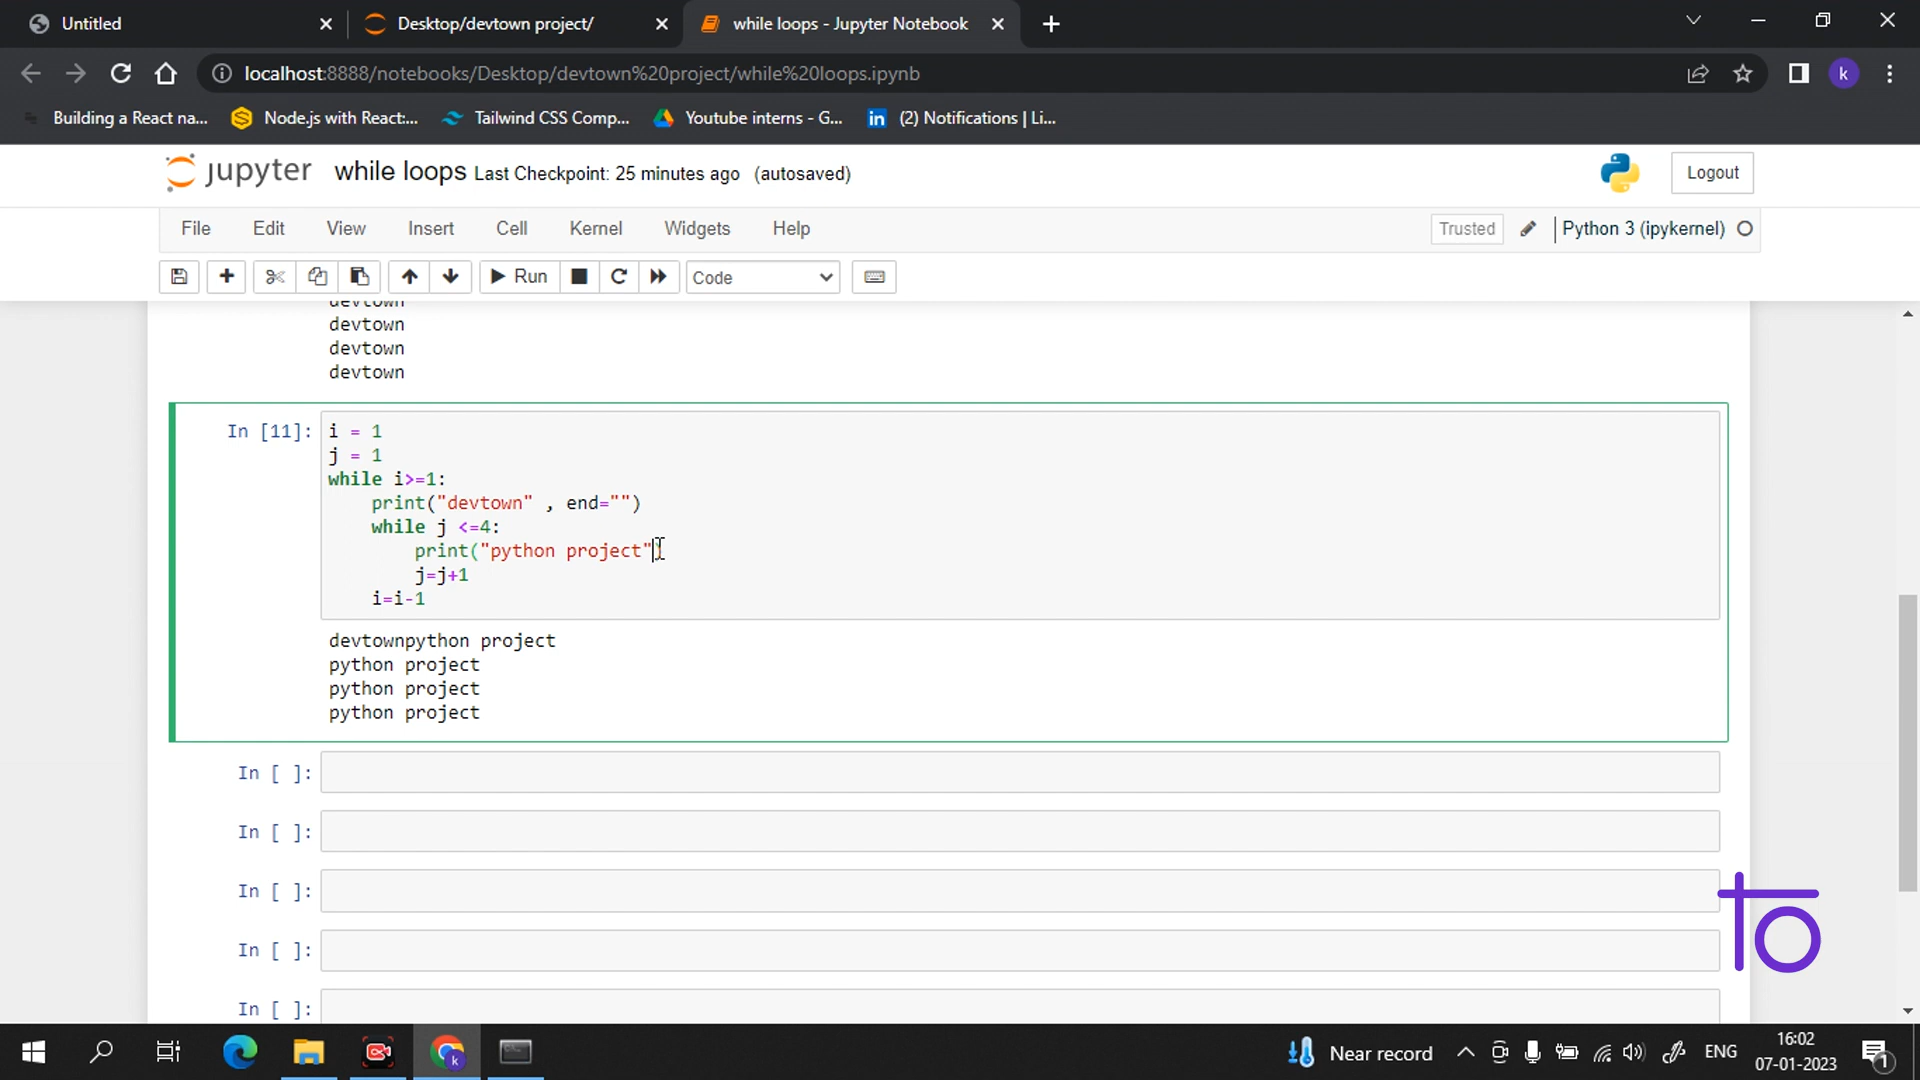 Untitled
Desktop/devtown project/
while loops - Jupyter Notebook
localhost:8888/notebooks/Desktop/devtown%20project/while%20loops.ipynb
k
Building a React na...
Node.js with React:...
Tailwind CSS Comp...
Youtube interns - G...
(2) Notifications | Li...
jupyter while loops Last Checkpoint: 25 minutes ago (autosaved)
Logout
File Edit View Insert Cell Kernel Widgets Help
Trusted Python 3 (ipykernel)
Run Code
devtown
devtown
devtown
devtown
In [11]: i = 1
j = 1
while i>=1:
    print("devtown" , end="")
    while j <=4:
        print("python project")
        j=j+1
    i=i-1
devtownpython project
python project
python project
python project
In [ ]:
In [ ]:
In [ ]:
In [ ]:
In [ ]:
Near record ENG 16:02
07-01-2023
1